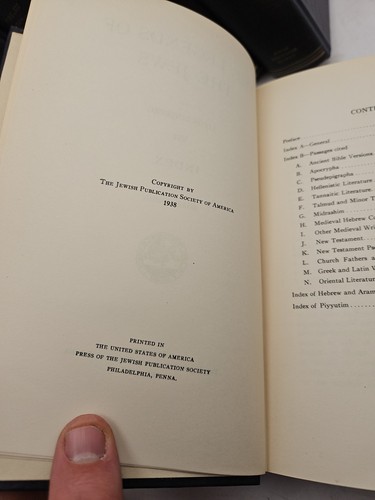 COPYRIGHT BY
THE JEWISH PUBLICATION SOCIETY OF AMERICA
1938
PRINTED IN
THE UNITED STATES OF AMERICA
PRESS OF THE JEWISH PUBLICATION SOCIETY
PHILADELPHIA, PENNA.
Preface
Index A—General
Index B—Passages cited
A. Ancient Bible Versions
B. Apocrypha
C. Pseudepigrapha
D. Hellenistic Literature
E. Tannaitic Literature
F. Talmud and Minor
G. Midrashim
H. Medieval Hebrew
I. Other Medieval
J. New Testament
K. New Testament
L. Church Fathers
M. Greek and Latin
N. Oriental Literature
Index of Hebrew and
Index of Piyyutim